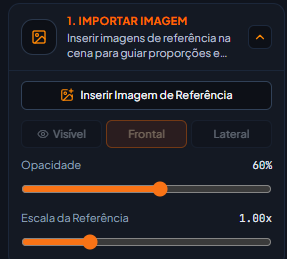 1. IMPORTAR IMAGEM
Inserir imagens de referência na
cena para guiar proporções e...
Inserir Imagem de Referência
Visível
Frontal
Lateral
Opacidade
60%
Escala da Referência
1.00x